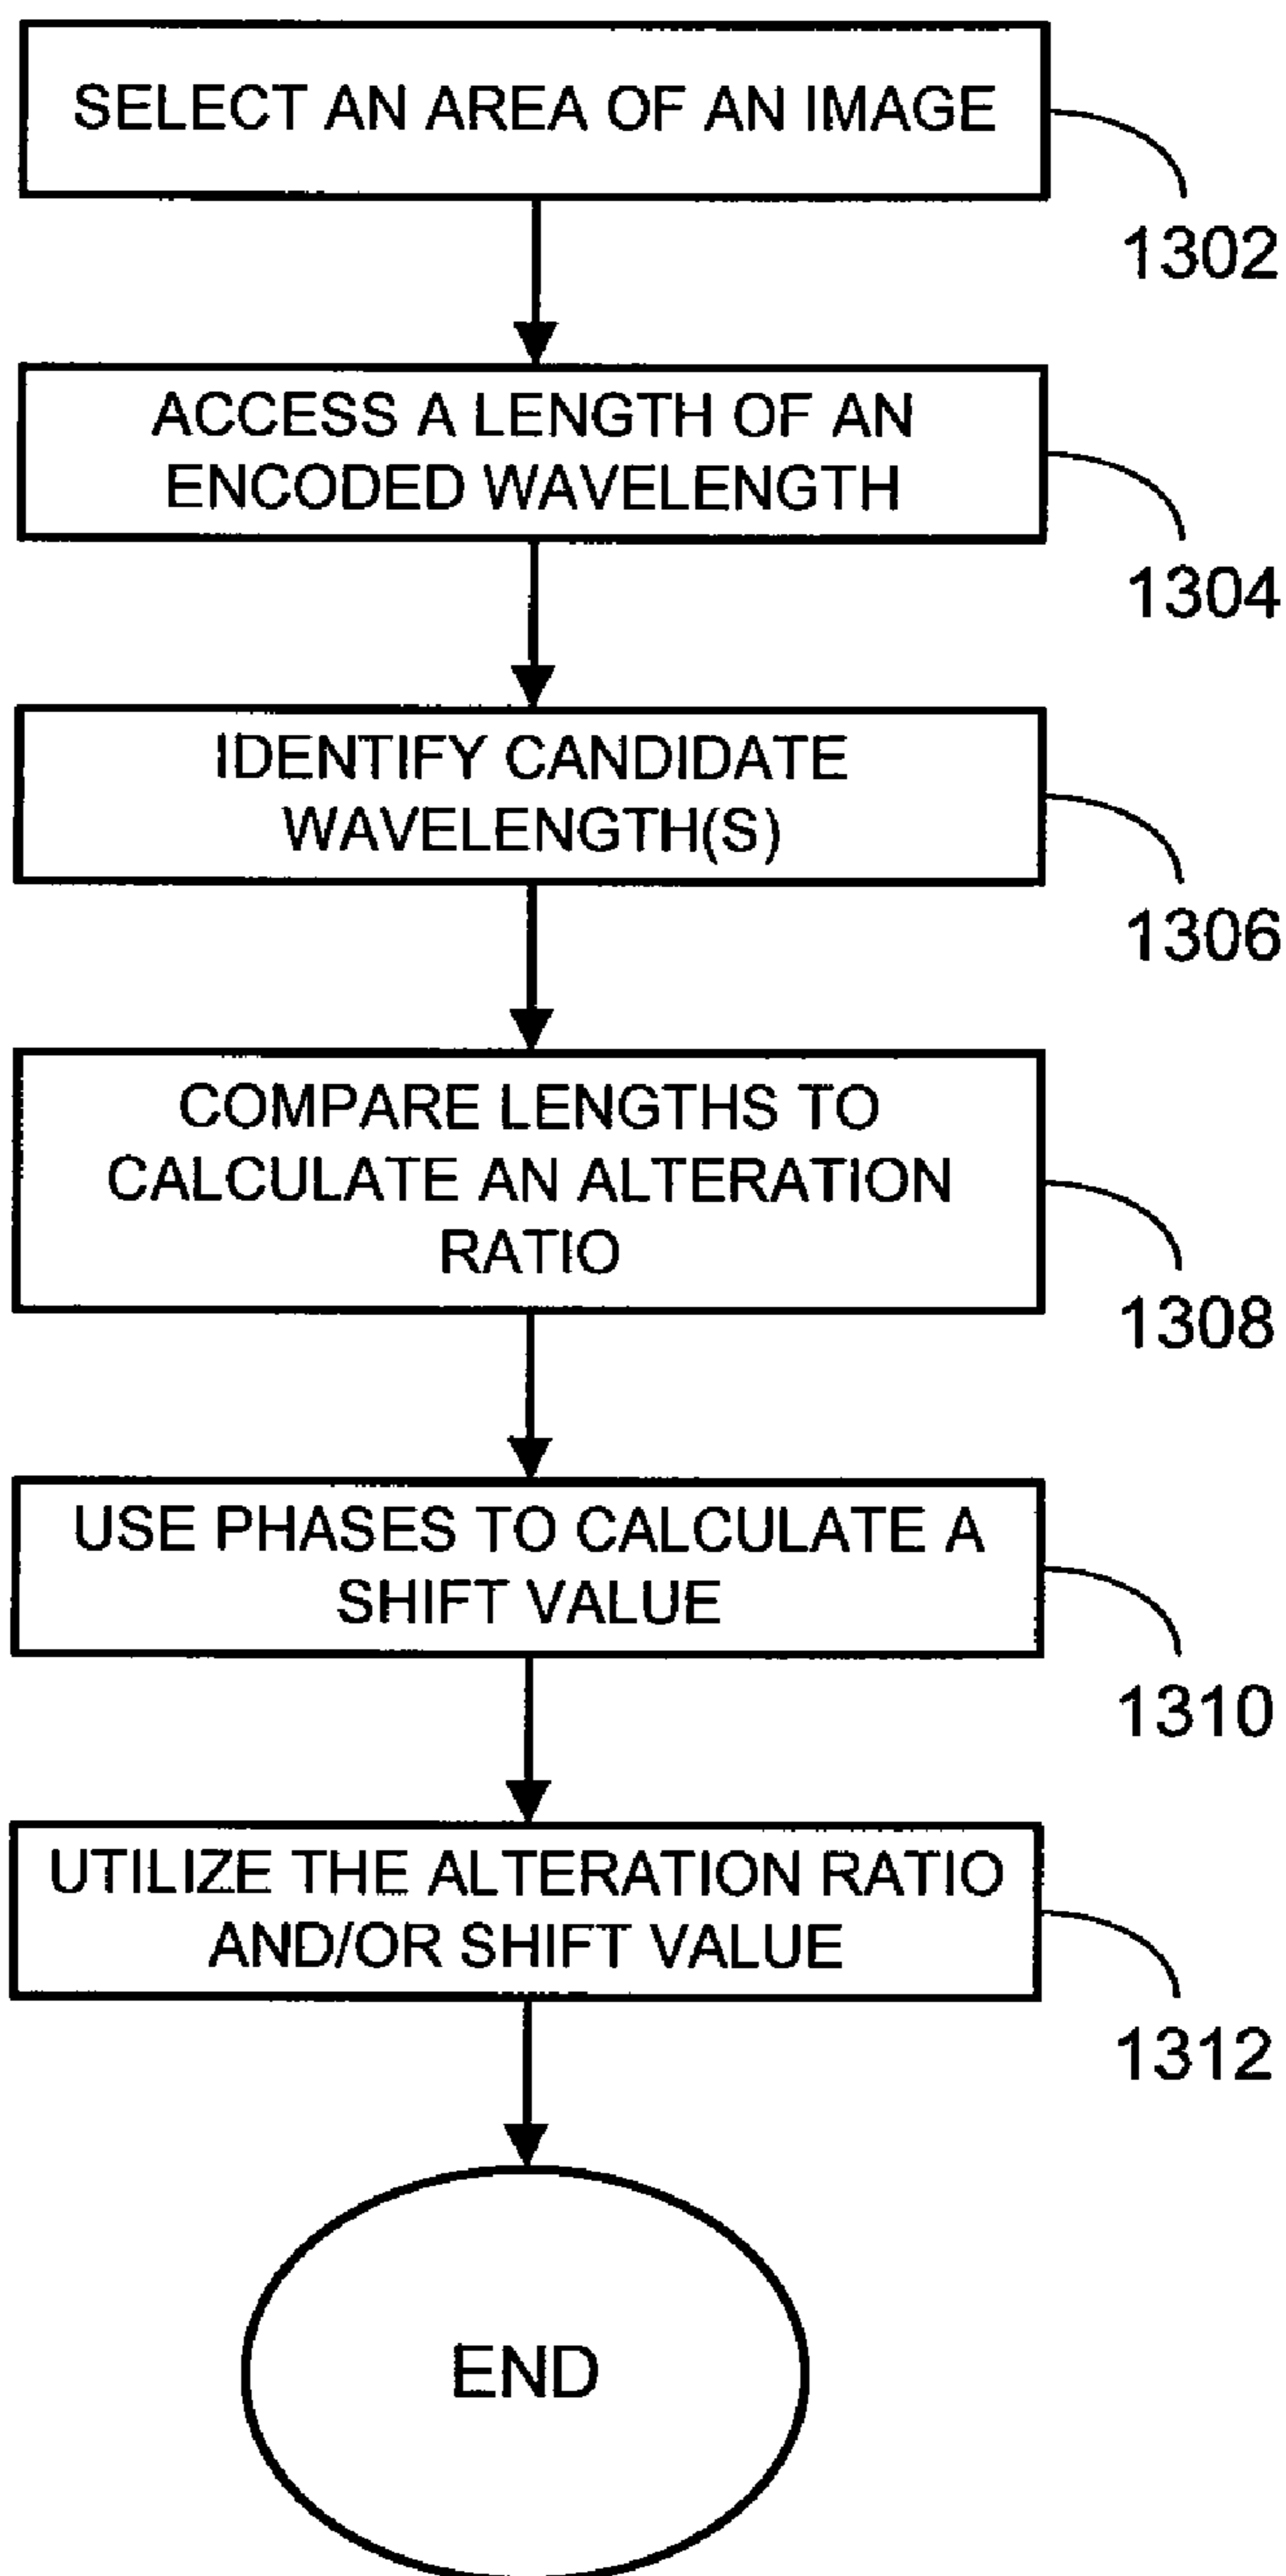 SELECT AN AREA OF AN IMAGE
1302
ACCESS A LENGTH OF AN
ENCODED WAVELENGTH
1304
IDENTIFY CANDIDATE
WAVELENGTH(S)
1306
COMPARE LENGTHS TO
CALCULATE AN ALTERATION
RATIO
1308
USE PHASES TO CALCULATE A
SHIFT VALUE
1310
UTILIZE THE ALTERATION RATIO
AND/OR SHIFT VALUE
1312
END